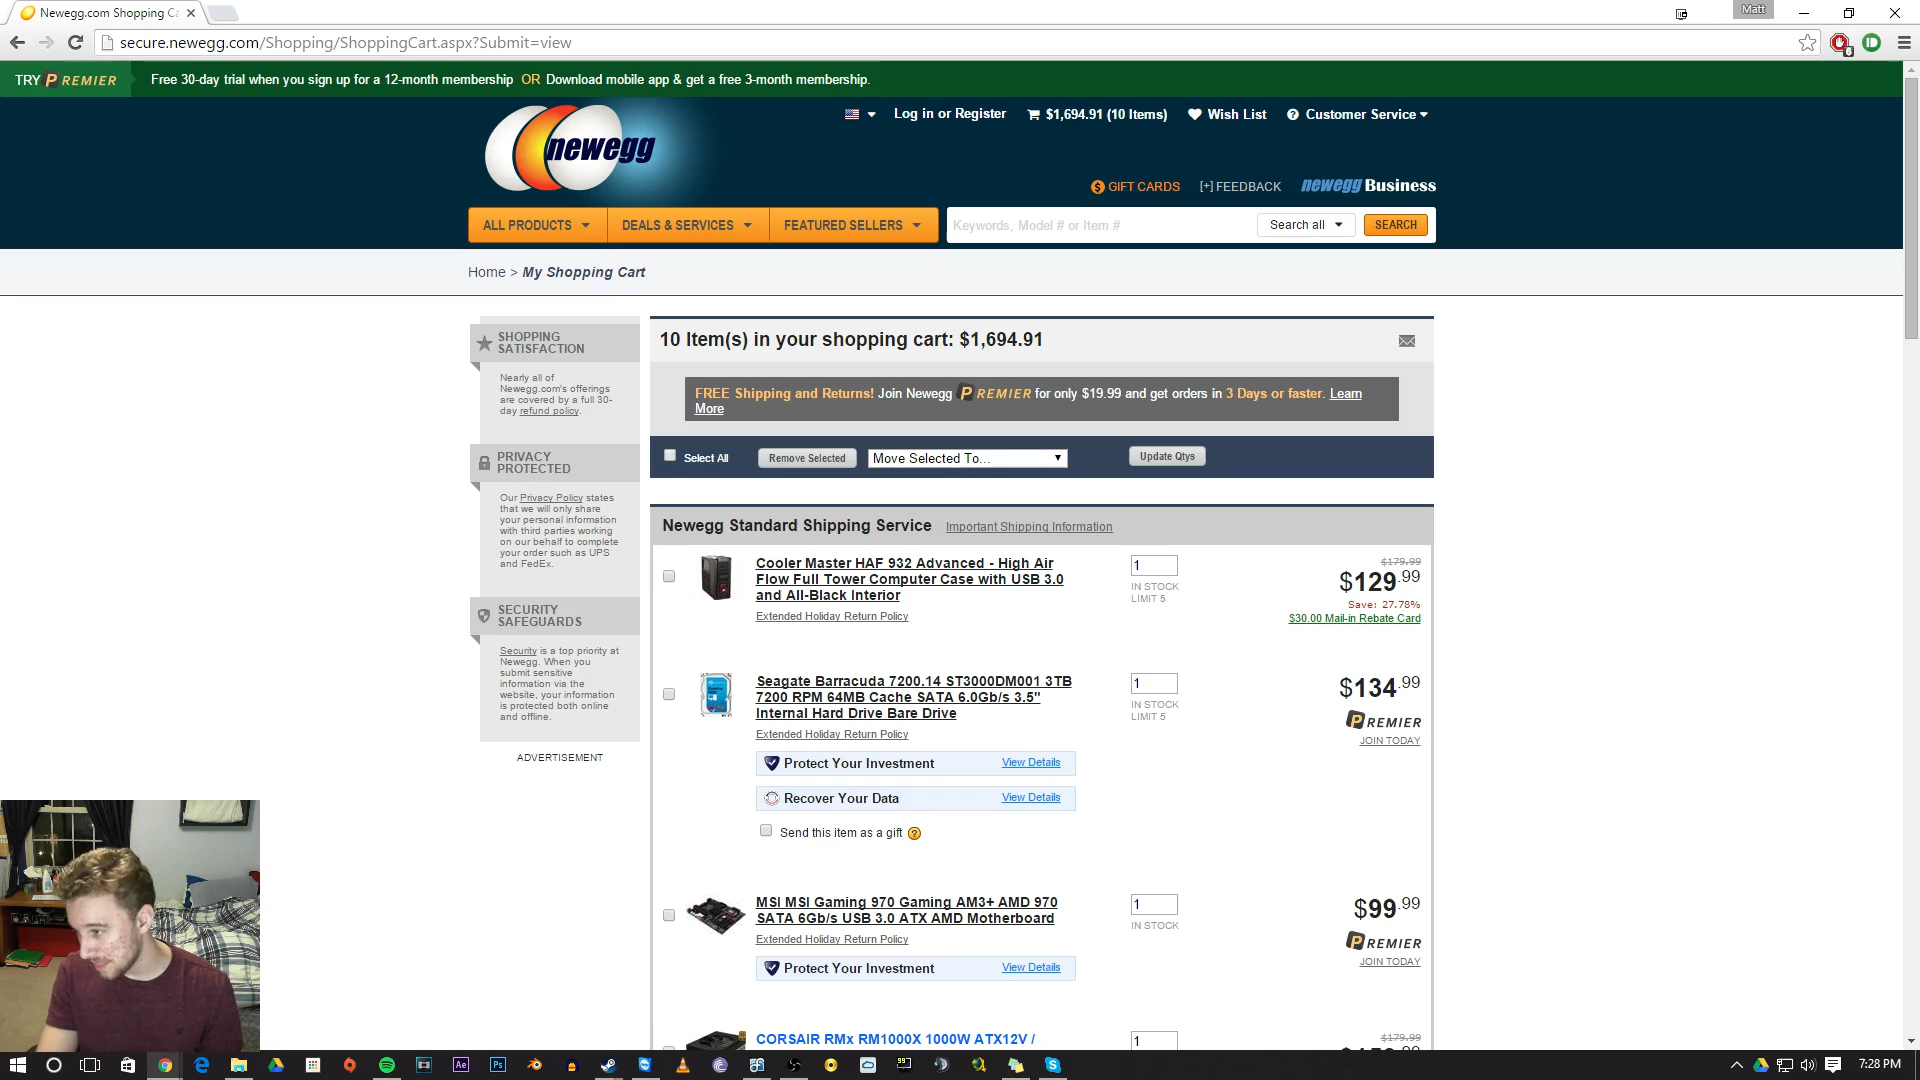 Newegg.com Shopping Ca
Matt
secure.newegg.com/Shopping/ShoppingCart.aspx?Submit=view
6
TRY PREMIER
Free 30-day trial when you sign up for a 12-month membership OR Download mobile app & get a free 3-month membership.
newegg
Log in or Register
$1,694.91 (10 Items)
Wish List
Customer Service
GIFT CARDS
[+] FEEDBACK
newegg Business
ALL PRODUCTS
DEALS & SERVICES
FEATURED SELLERS
Keywords, Model # or Item #
Search all
SEARCH
Home > My Shopping Cart
SHOPPING
SATISFACTION
Nearly all of
Newegg.com's offerings
are covered by a full 30-
day refund policy.
PRIVACY
PROTECTED
Our Privacy Policy states
that we will only share
your personal information
with third parties working
on our behalf to complete
your order such as UPS
and FedEx.
SECURITY
SAFEGUARDS
Security is a top priority at
Newegg. When you
submit sensitive
information via the
website, your information
is protected both online
and offline.
ADVERTISEMENT
10 Item(s) in your shopping cart: $1,694.91
FREE Shipping and Returns! Join Newegg PREMIER for only $19.99 and get orders in 3 Days or faster. Learn
More
Select All
Remove Selected
Move Selected To...
Update Qtys
Newegg Standard Shipping Service
Important Shipping Information
Cooler Master HAF 932 Advanced - High Air
Flow Full Tower Computer Case with USB 3.0
and All-Black Interior
Extended Holiday Return Policy
1
IN STOCK
LIMIT 5
$179.99
$129.99
Save: 27.78%
$30.00 Mail-in Rebate Card
Seagate Barracuda 7200.14 ST3000DM001 3TB
7200 RPM 64MB Cache SATA 6.0Gb/s 3.5"
Internal Hard Drive Bare Drive
Extended Holiday Return Policy
1
IN STOCK
LIMIT 5
$134.99
PREMIER
JOIN TODAY
Protect Your Investment
View Details
Recover Your Data
View Details
Send this item as a gift
MSI MSI Gaming 970 Gaming AM3+ AMD 970
SATA 6Gb/s USB 3.0 ATX AMD Motherboard
Extended Holiday Return Policy
1
IN STOCK
$99.99
PREMIER
JOIN TODAY
Protect Your Investment
View Details
CORSAIR RMx RM1000X 1000W ATX12V /
1
$179.99
Ae
Ps
7:28 PM